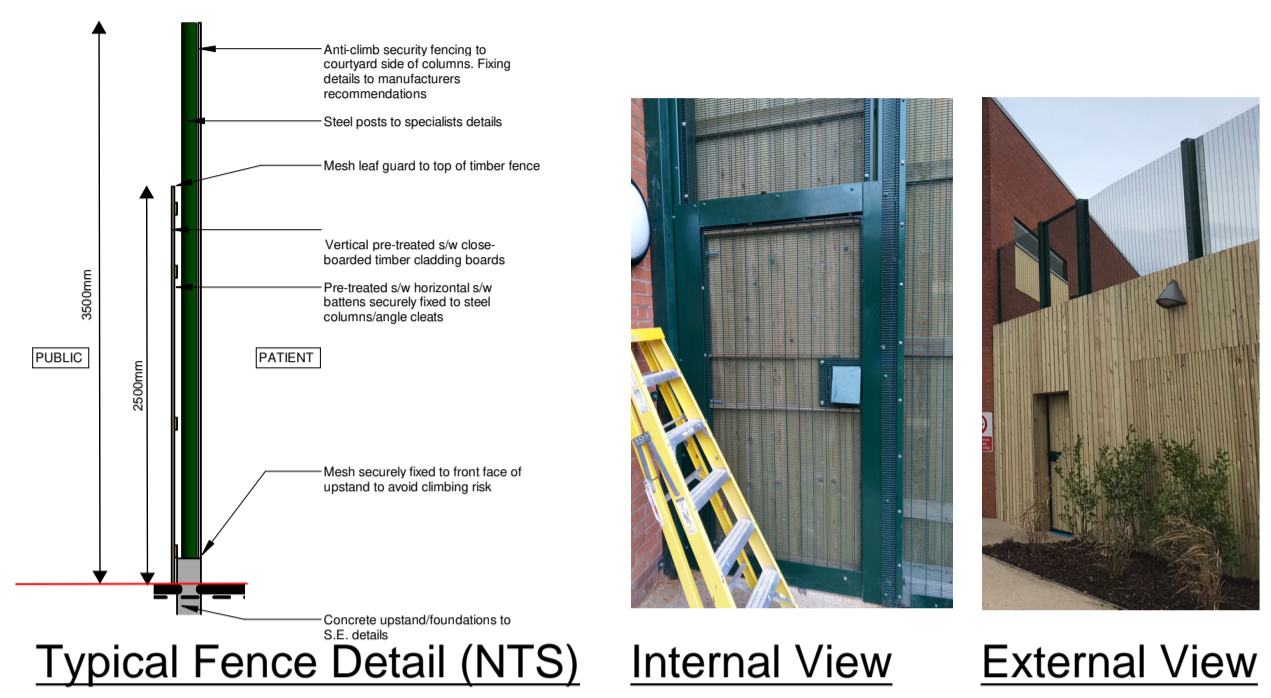 Anti-climb security fencing to
courtyard side of columns. Fixing
details to manufacturers
recommendations
Steel posts to specialists details
Mesh leaf guard to top of timber fence
Vertical pre-treated s/w close-
boarded timber cladding boards
Pre-treated s/w horizontal s/w
battens securely fixed to steel
columns/angle cleats
3500mm
2500mm
PUBLIC
PATIENT
Mesh securely fixed to front face of
upstand to avoid climbing risk
Concrete upstand/foundations to
S.E. details
Typical Fence Detail (NTS)
Internal View
External View